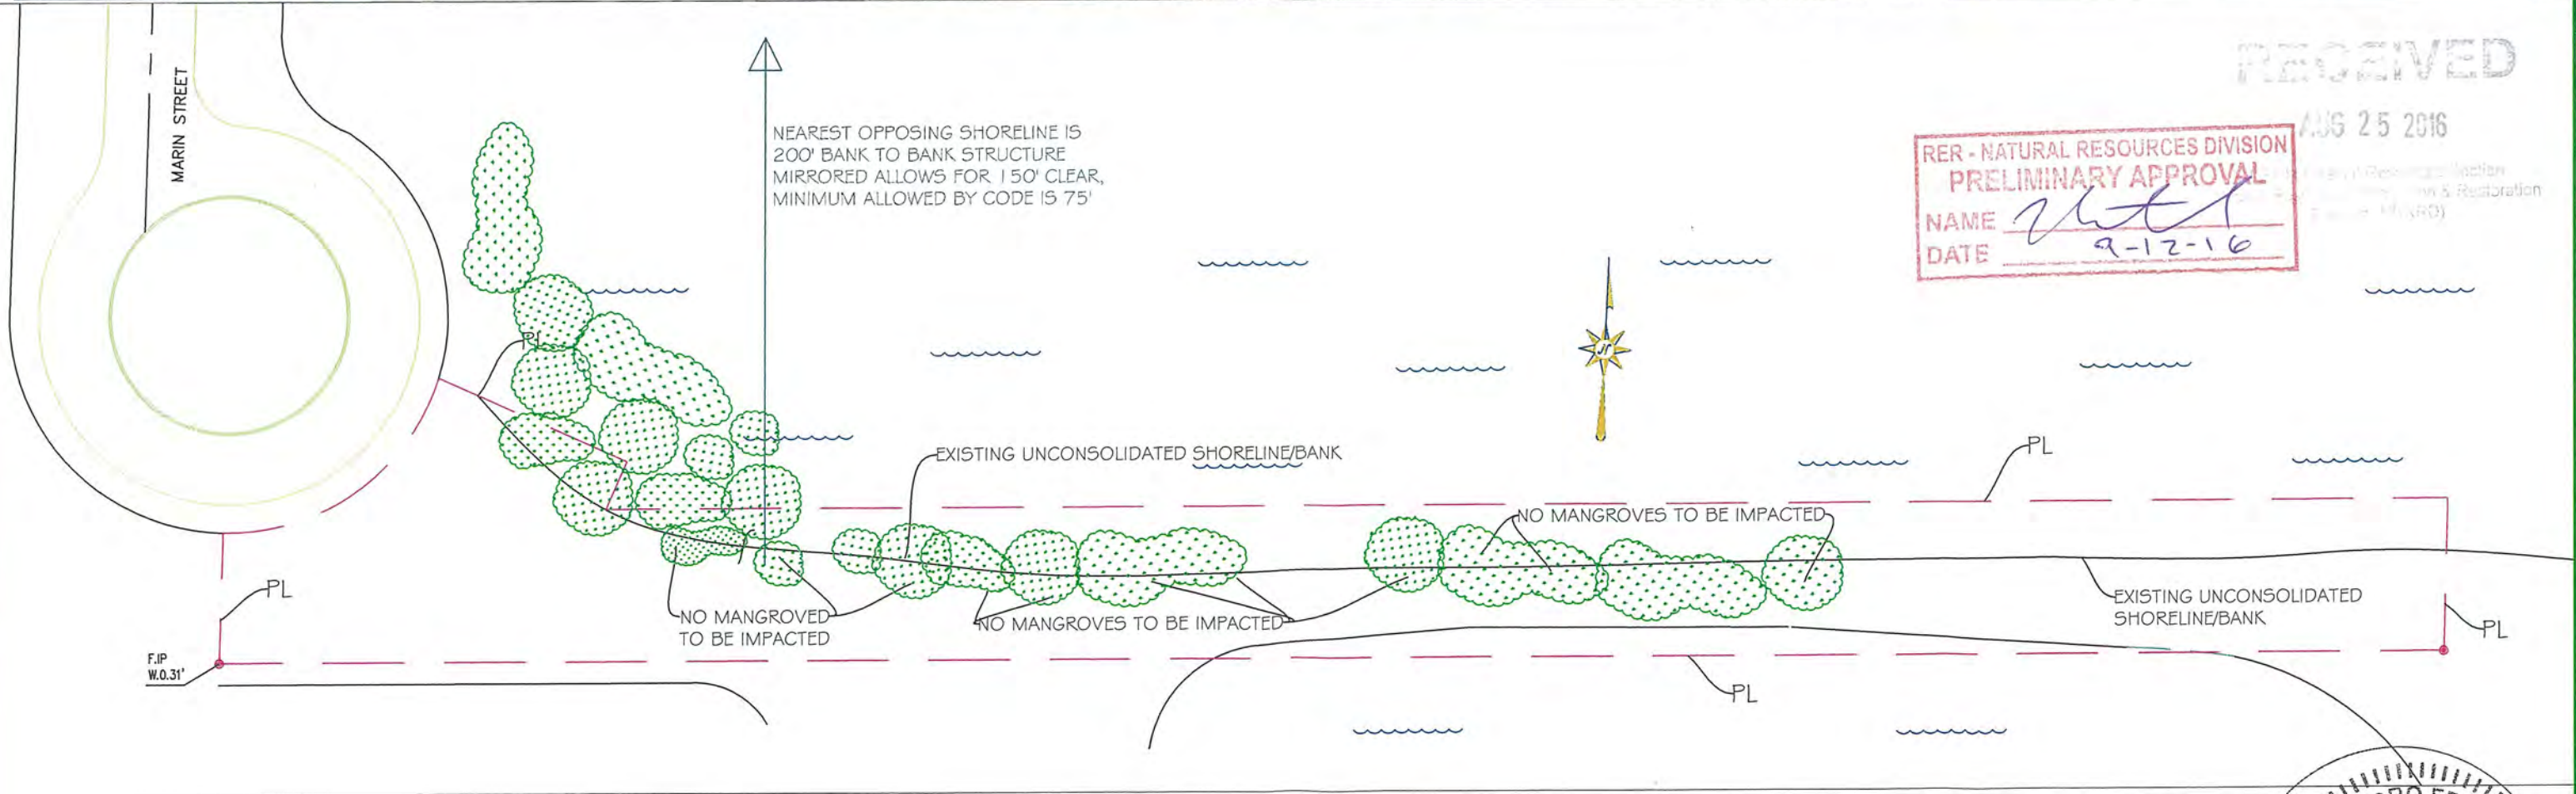 MARIN STREET
NEAREST OPPOSING SHORELINE IS
200' BANK TO BANK STRUCTURE
MIRRORED ALLOWS FOR 150' CLEAR,
MINIMUM ALLOWED BY CODE IS 75'
RECEIVED
AUG 25 2016
& Restoration
RER - NATURAL RESOURCES DIVISION
PRELIMINARY APPROVAL
NAME
DATE 9-12-16
PL
N
EXISTING UNCONSOLIDATED SHORELINE/BANK
PL
NO MANGROVES TO BE IMPACTED
PL
NO MANGROVED
TO BE IMPACTED
NO MANGROVES TO BE IMPACTED
EXISTING UNCONSOLIDATED
SHORELINE/BANK
PL
F.IP
W.0.31'
PL